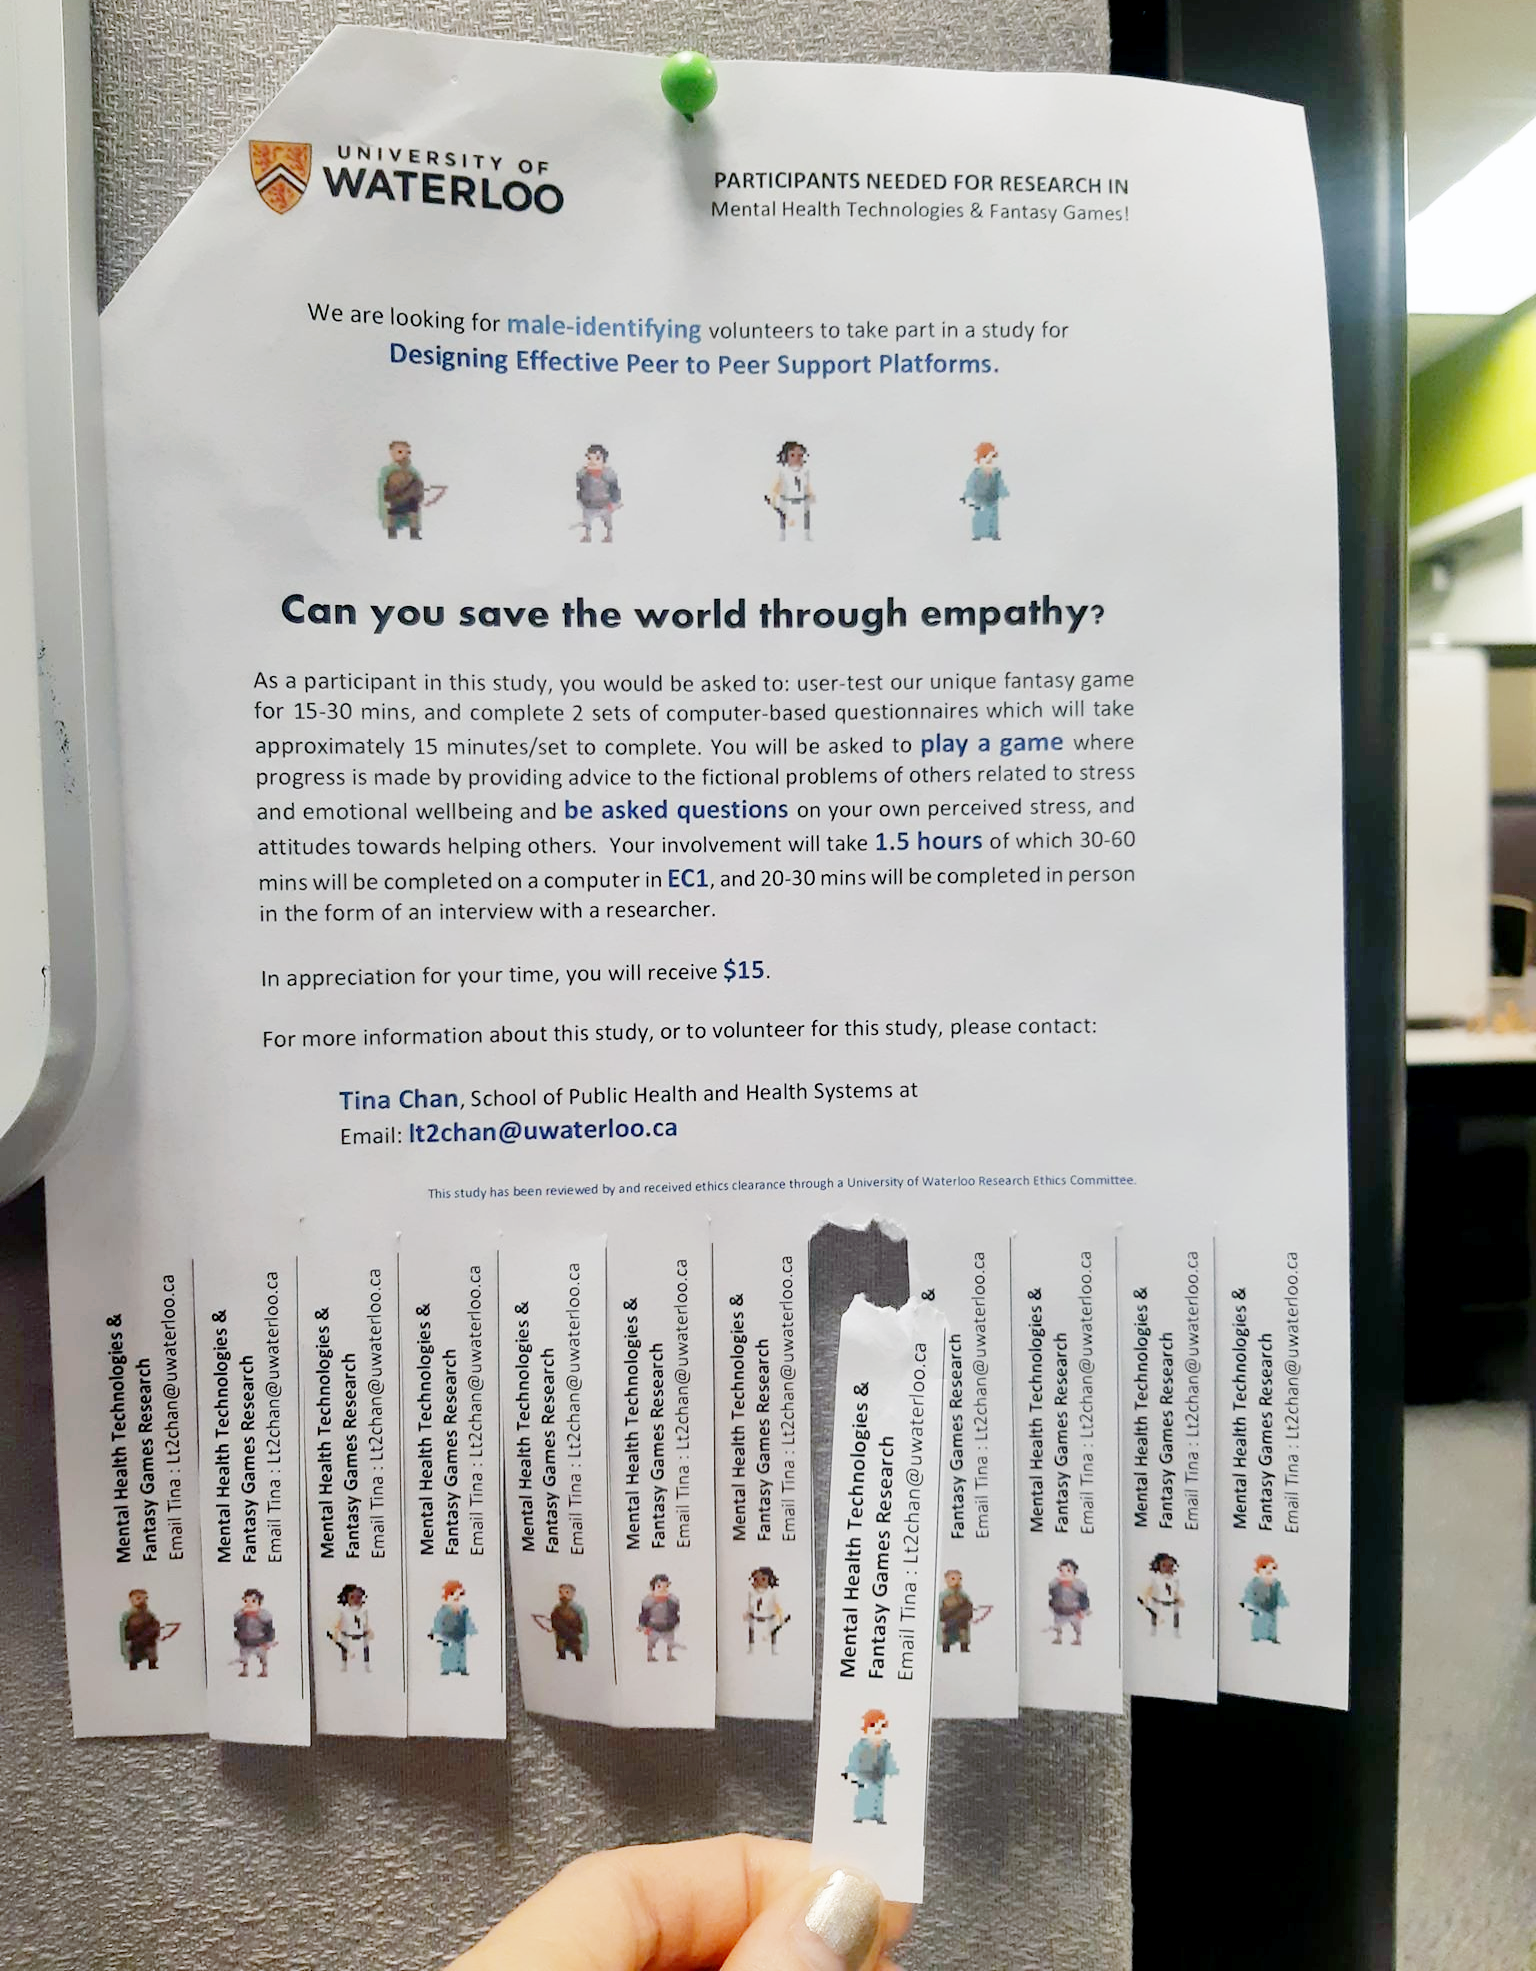 UNIVERSITY OF
WATERLOO
PARTICIPANTS NEEDED FOR RESEARCH IN
Mental Health Technologies & Fantasy Games!
We are looking for male-identifying volunteers to take part in a study for
Designing Effective Peer to Peer Support Platforms.
Can you save the world through empathy?
As a participant in this study, you would be asked to: user-test our unique fantasy game
for 15-30 mins, and complete 2 sets of computer-based questionnaires which will take
approximately 15 minutes/set to complete. You will be asked to play a game where
progress is made by providing advice to the fictional problems of others related to stress
and emotional wellbeing and be asked questions on your own perceived stress, and
attitudes towards helping others. Your involvement will take 1.5 hours of which 30-60
mins will be completed on a computer in EC1, and 20-30 mins will be completed in person
in the form of an interview with a researcher.
In appreciation for your time, you will receive $15.
For more information about this study, or to volunteer for this study, please contact:
Tina Chan, School of Public Health and Health Systems at
Email: lt2chan@uwaterloo.ca
This study has been reviewed by and received ethics clearance through a University of Waterloo Research Ethics Committee.
Mental Health Technologies &
Fantasy Games Research
Email Tina : Lt2chan@uwaterloo.ca
Mental Health Technologies &
Fantasy Games Research
Email Tina : Lt2chan@uwaterloo.ca
Mental Health Technologies &
Fantasy Games Research
Email Tina : Lt2chan@uwaterloo.ca
Mental Health Technologies &
Fantasy Games Research
Email Tina : Lt2chan@uwaterloo.ca
Mental Health Technologies &
Fantasy Games Research
Email Tina : Lt2chan@uwaterloo.ca
Mental Health Technologies &
Fantasy Games Research
Email Tina : Lt2chan@uwaterloo.ca
Mental Health Technologies &
Fantasy Games Research
Email Tina : Lt2chan@uwaterloo.ca
Mental Health Technologies &
Fantasy Games Research
Email Tina : Lt2chan@uwaterloo.ca
&
Fantasy Games Research
Email Tina : Lt2chan@uwaterloo.ca
Mental Health Technologies &
Fantasy Games Research
Email Tina : Lt2chan@uwaterloo.ca
Mental Health Technologies &
Fantasy Games Research
Email Tina : Lt2chan@uwaterloo.ca
Mental Health Technologies &
Fantasy Games Research
Email Tina : Lt2chan@uwaterloo.ca